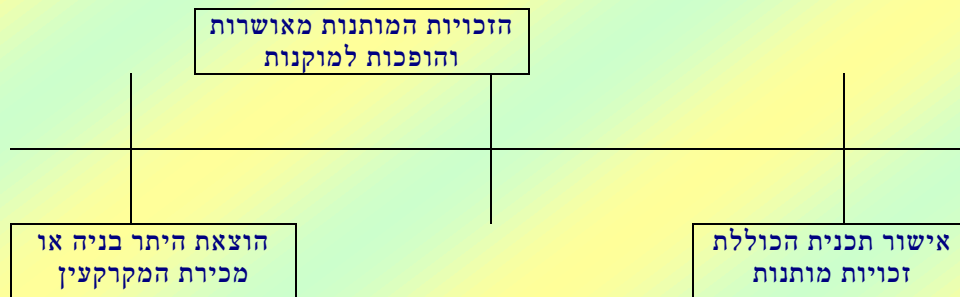 הזכויות המותנות מאושרות
והופכות למוקנות
אישור תכנית הכוללת
זכויות מותנות
הוצאת היתר בניה או
מכירת המקרקעין